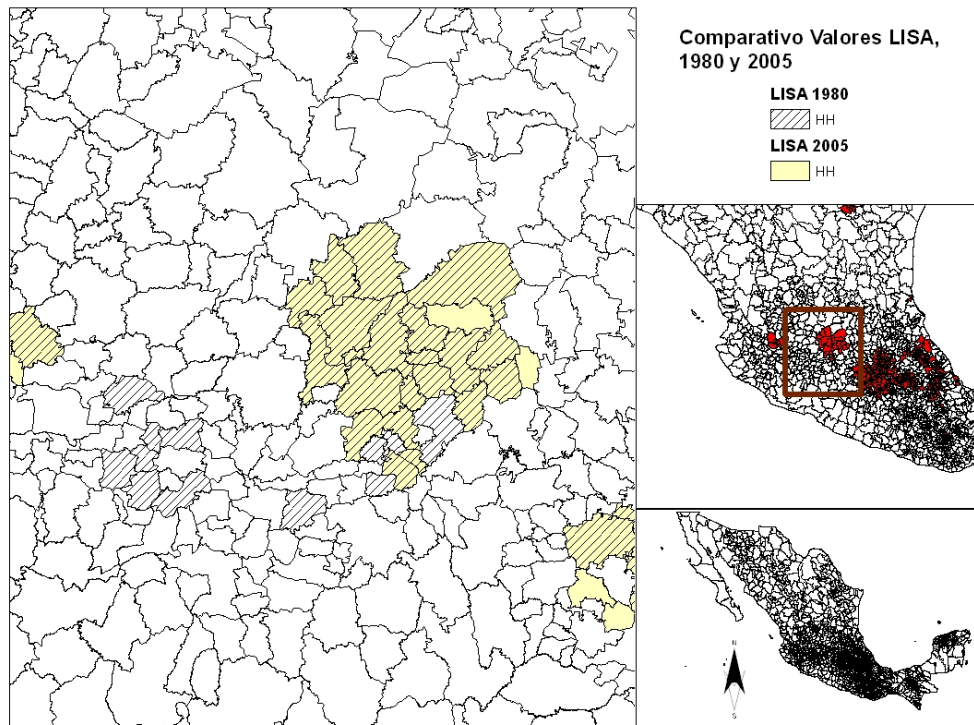 Comparativo Valores LISA,
1980 y 2005
LISA 1980
HH
LISA 2005
HH
N
S